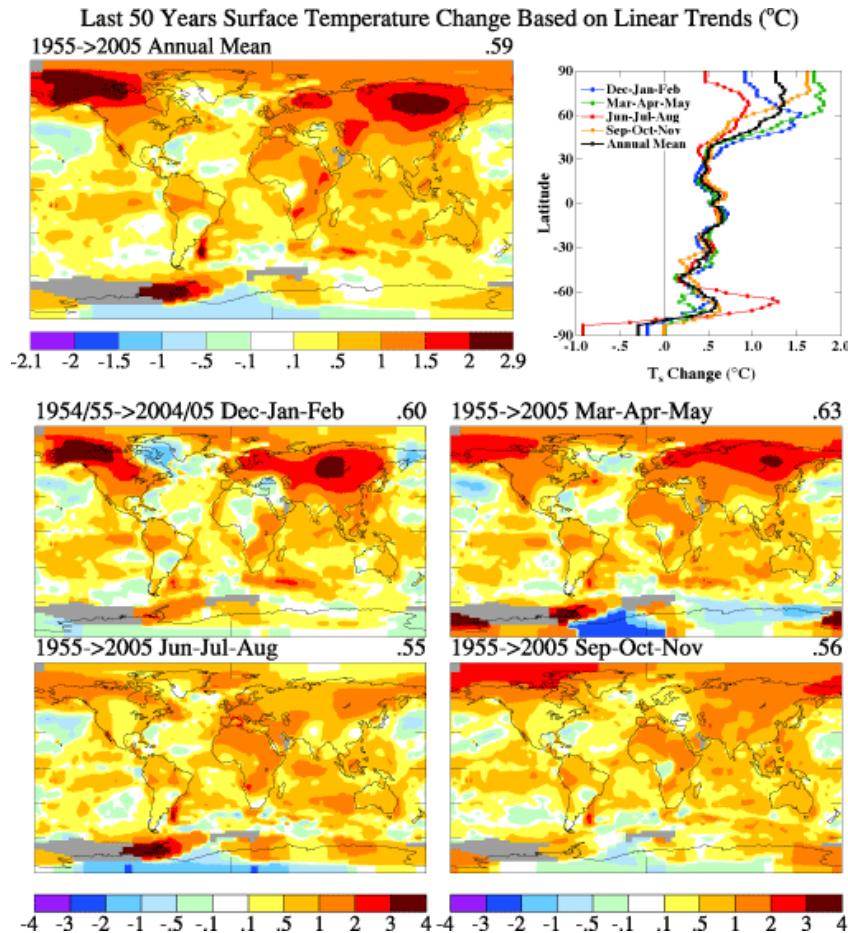 Last 50 Years Surface Temperature Change Based on Linear Trends (°C)
1955->2005 Annual Mean .59
90
60
30
0
-30
-60
-90
Latitude
Dec-Jan-Feb
Mar-Apr-May
Jun-Jul-Aug
Sep-Oct-Nov
Annual Mean
-1.0 -.5 .0 .5 1.0 1.5 2.0
Ts Change (°C)
-2.1 -2 -1.5 -1 -.5 -.1 .1 .5 1 1.5 2 2.9
1954/55->2004/05 Dec-Jan-Feb .60
1955->2005 Mar-Apr-May .63
1955->2005 Jun-Jul-Aug .55
1955->2005 Sep-Oct-Nov .56
-4 -3 -2 -1 -.5 -.1 .1 .5 1 2 3 4
-4 -3 -2 -1 -.5 -.1 .1 .5 1 2 3 4